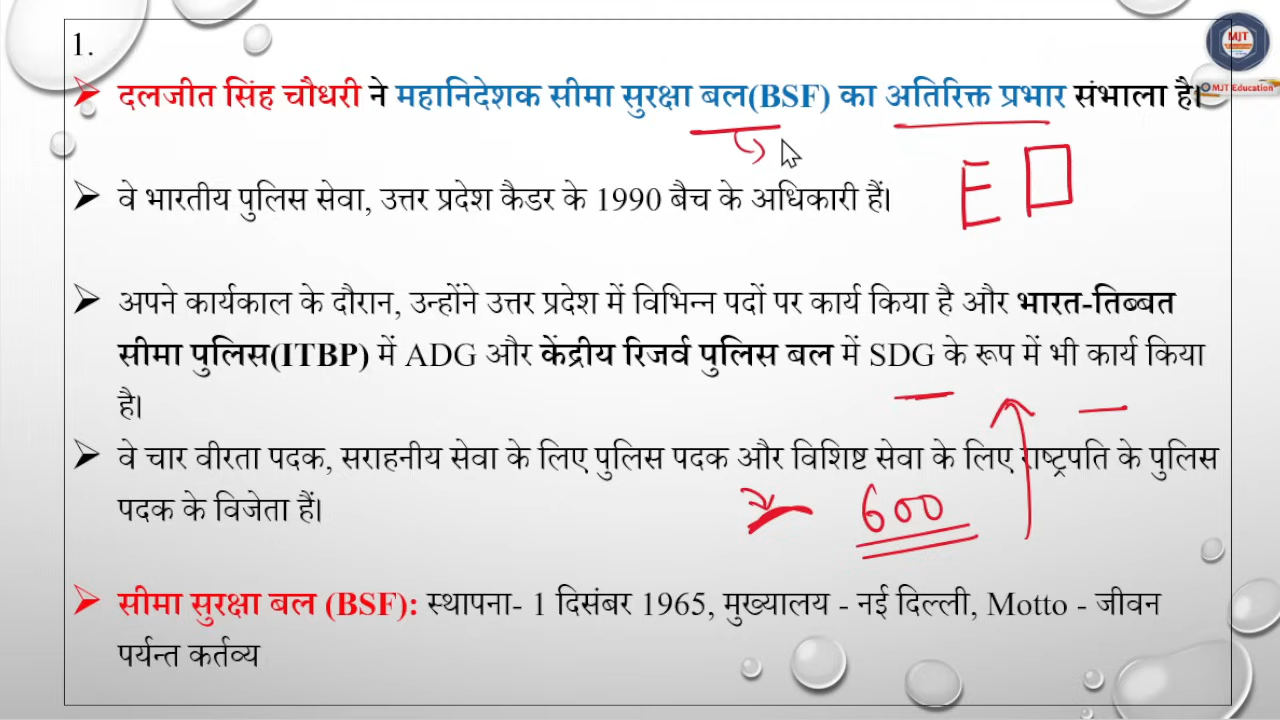 1.
MJT
Education
MJT Education
➢ दलजीत सिंह चौधरी ने महानिदेशक सीमा सुरक्षा बल(BSF) का अतिरिक्त प्रभार संभाला है।
➢ वे भारतीय पुलिस सेवा, उत्तर प्रदेश कैडर के 1990 बैच के अधिकारी हैं।
➢ अपने कार्यकाल के दौरान, उन्होंने उत्तर प्रदेश में विभिन्न पदों पर कार्य किया है और भारत-तिब्बत
सीमा पुलिस(ITBP) में ADG और केंद्रीय रिजर्व पुलिस बल में SDG के रूप में भी कार्य किया
है।
➢ वे चार वीरता पदक, सराहनीय सेवा के लिए पुलिस पदक और विशिष्ट सेवा के लिए राष्ट्रपति के पुलिस
पदक के विजेता हैं।
600
➢ सीमा सुरक्षा बल (BSF): स्थापना- 1 दिसंबर 1965, मुख्यालय - नई दिल्ली, Motto - जीवन
पर्यन्त कर्तव्य